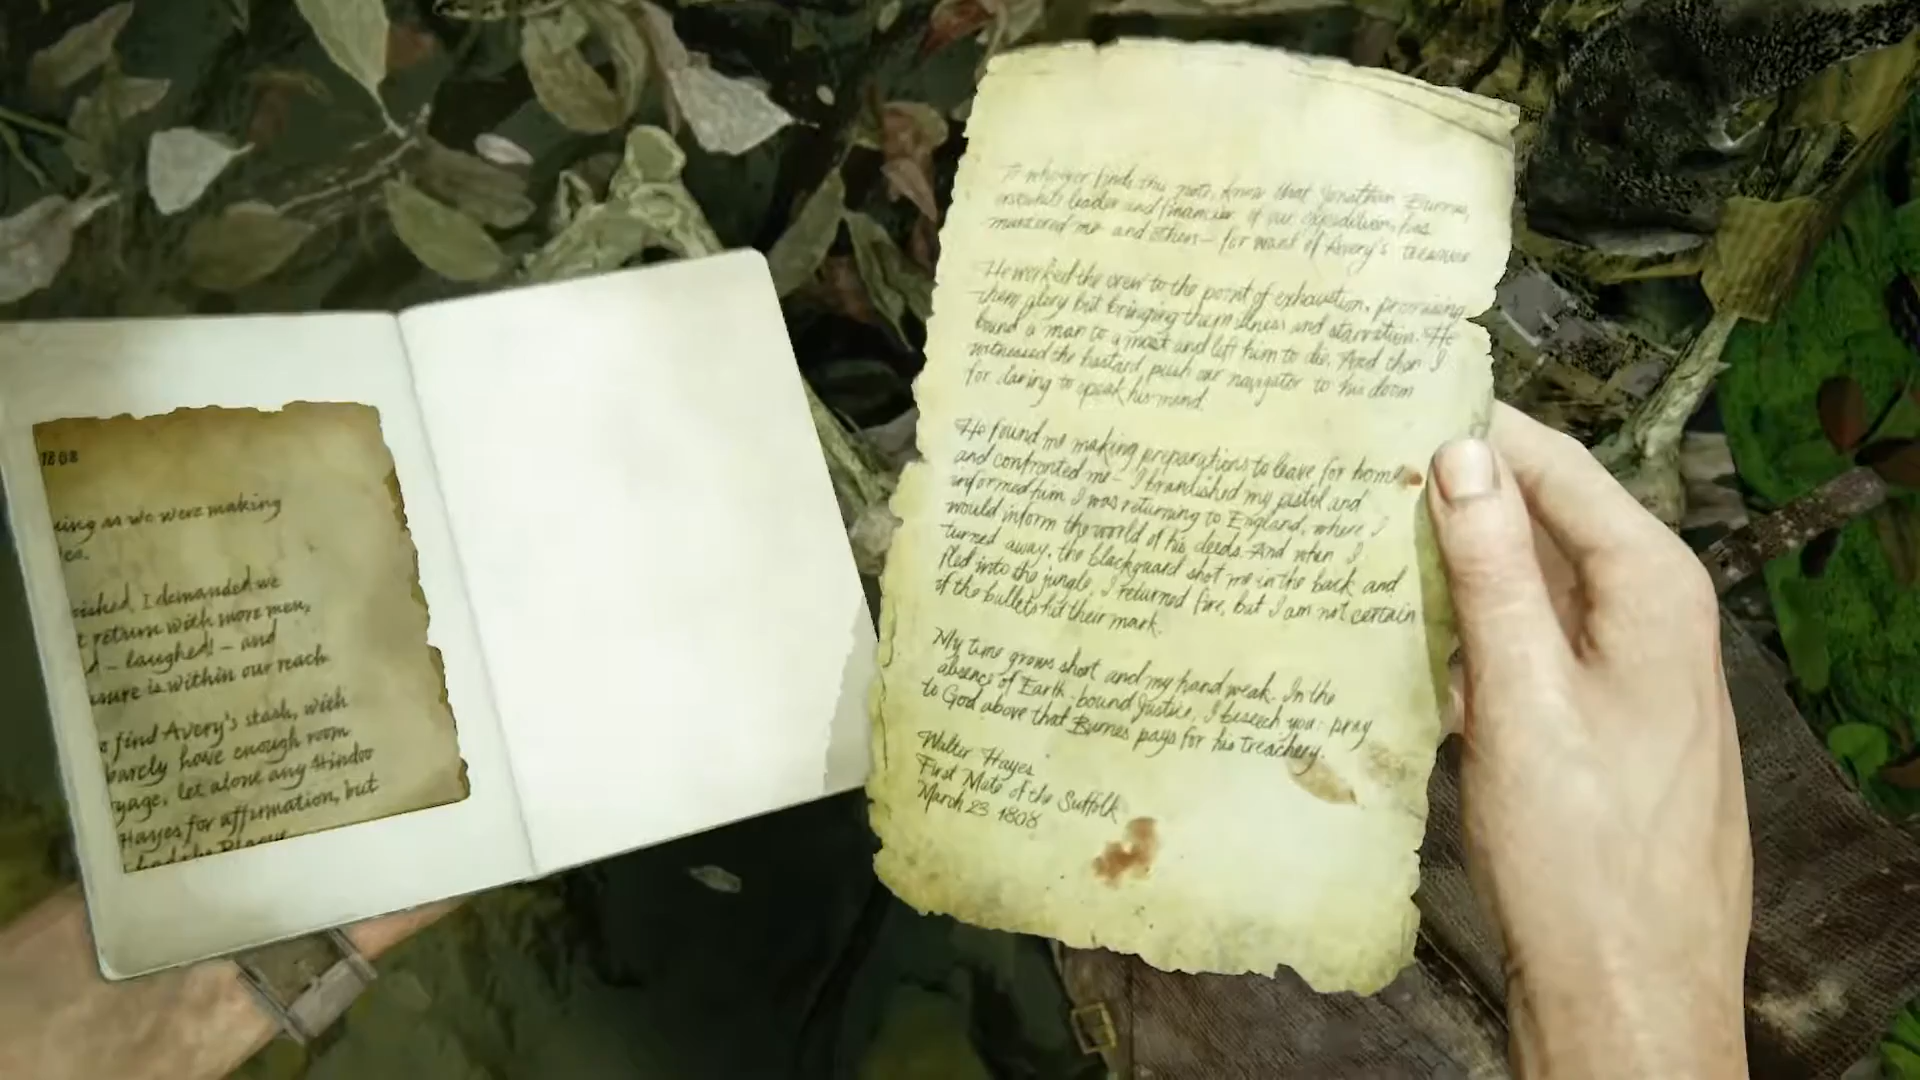 1808
ning as we were making
ished, I demanded we
t return with more men,
d - laughed! - and
asure is within our reach
o find Avery's stash, with
barely have enough room
yage, let alone any Hindoo
Hayes for affirmation, but
To whoever finds this note, know that Jonathan Burnes,
erstwhile leader and financier of our expedition, has
murdered me and others - for want of Avery's treasure
He worked the crew to the point of exhaustion, promising
them glory but bringing them illness and starvation. He
bound a man to a mast and left him to die. And then I
witnessed the bastard push our navigator to his doom
for daring to speak his mind.
He found me making preparations to leave for home
and confronted me - I brandished my pistol and
informed him I was returning to England, where I
would inform the world of his deeds. And when I
turned away, the blackguard shot me in the back and
fled into the jungle. I returned fire, but I am not certain
if the bullets hit their mark.
My time grows short and my hand weak. In the
absence of Earth-bound Justice, I beseech you: pray
to God above that Burnes pays for his treachery.
Walter Hayes
First Mate of the Suffolk
March 23 1808